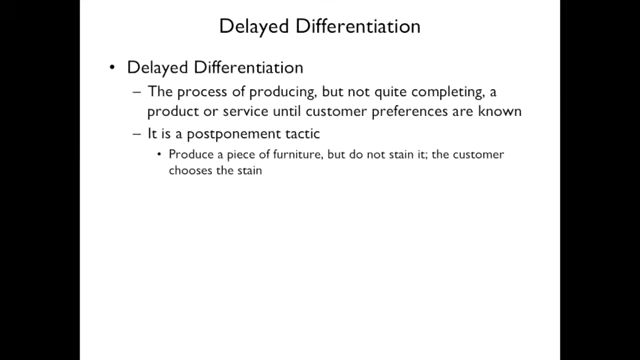 Delayed Differentiation
• Delayed Differentiation
– The process of producing, but not quite completing, a
product or service until customer preferences are known
– It is a postponement tactic
• Produce a piece of furniture, but do not stain it; the customer
chooses the stain